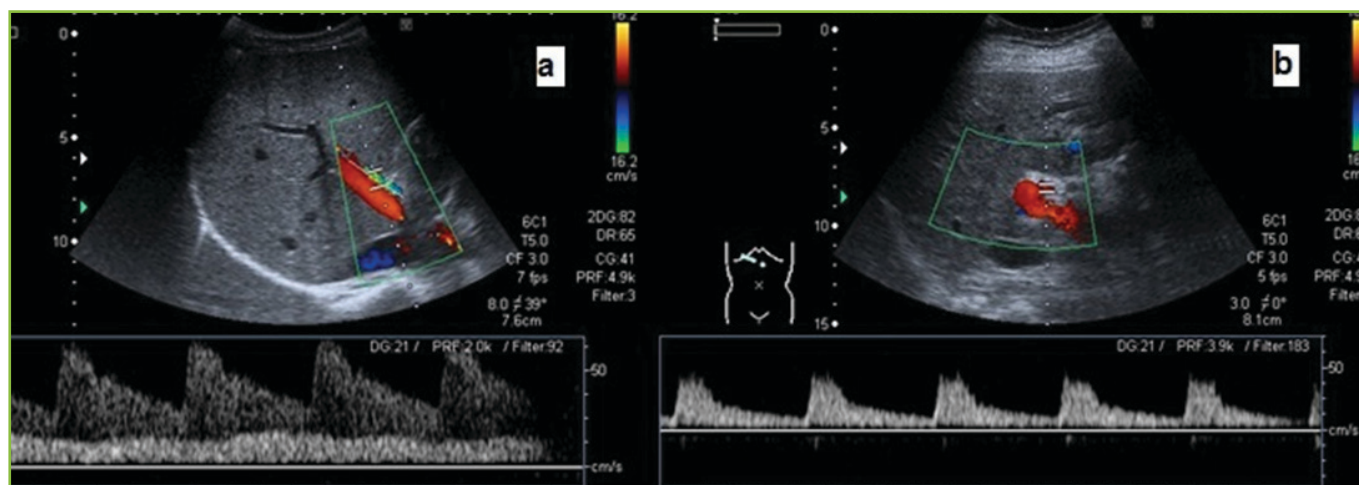 16.2
a
0
5
10
16.2
cm/s
6C1
T5.0
CF 3.0
7 fps
8.0 ≠39°
7.6cm
2DG:82
DR:65
CG:41
PRF:4.9k
Filter:3
DG:21 / PRF:2.0k / Filter:92
50
cm/s
b
0
5
10
15
6C1
T5.0
CF 3.0
5 fps
3.0 ≠0°
8.1cm
cm/s
DG:21 / PRF:3.9k / Filter:183
50
cm/s